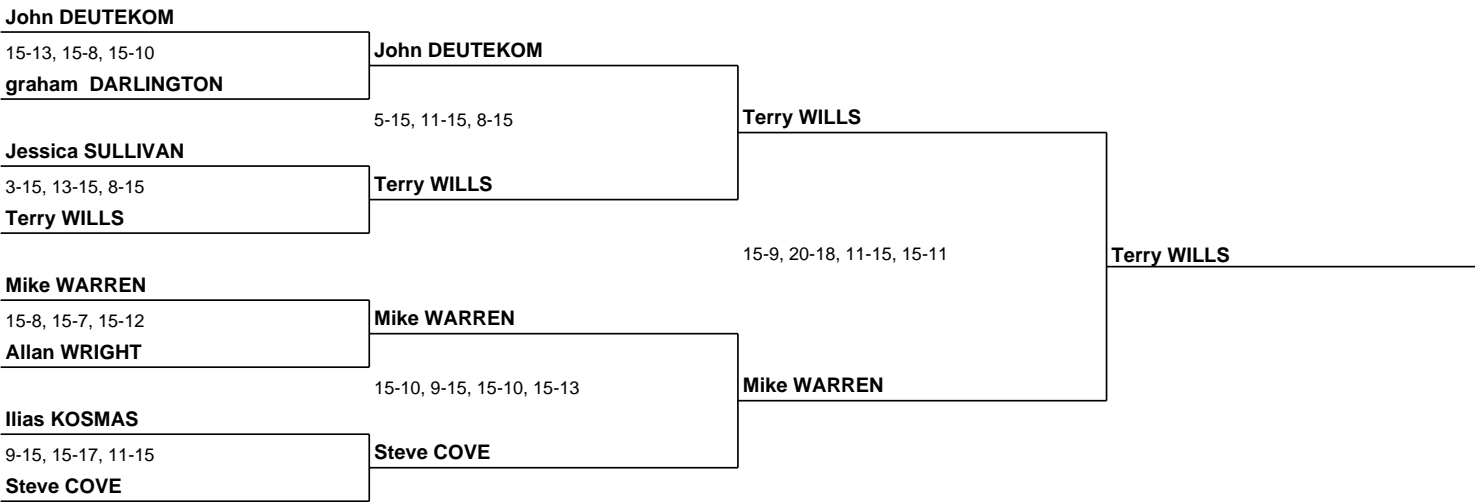 John DEUTEKOM
15-13, 15-8, 15-10
graham  DARLINGTON
Jessica SULLIVAN
3-15, 13-15, 8-15
Terry WILLS
Mike WARREN
15-8, 15-7, 15-12
Allan WRIGHT
Ilias KOSMAS
9-15, 15-17, 11-15
Steve COVE
John DEUTEKOM
5-15, 11-15, 8-15
Terry WILLS
Mike WARREN
15-10, 9-15, 15-10, 15-13
Steve COVE
Terry WILLS
15-9, 20-18, 11-15, 15-11
Mike WARREN
Terry WILLS